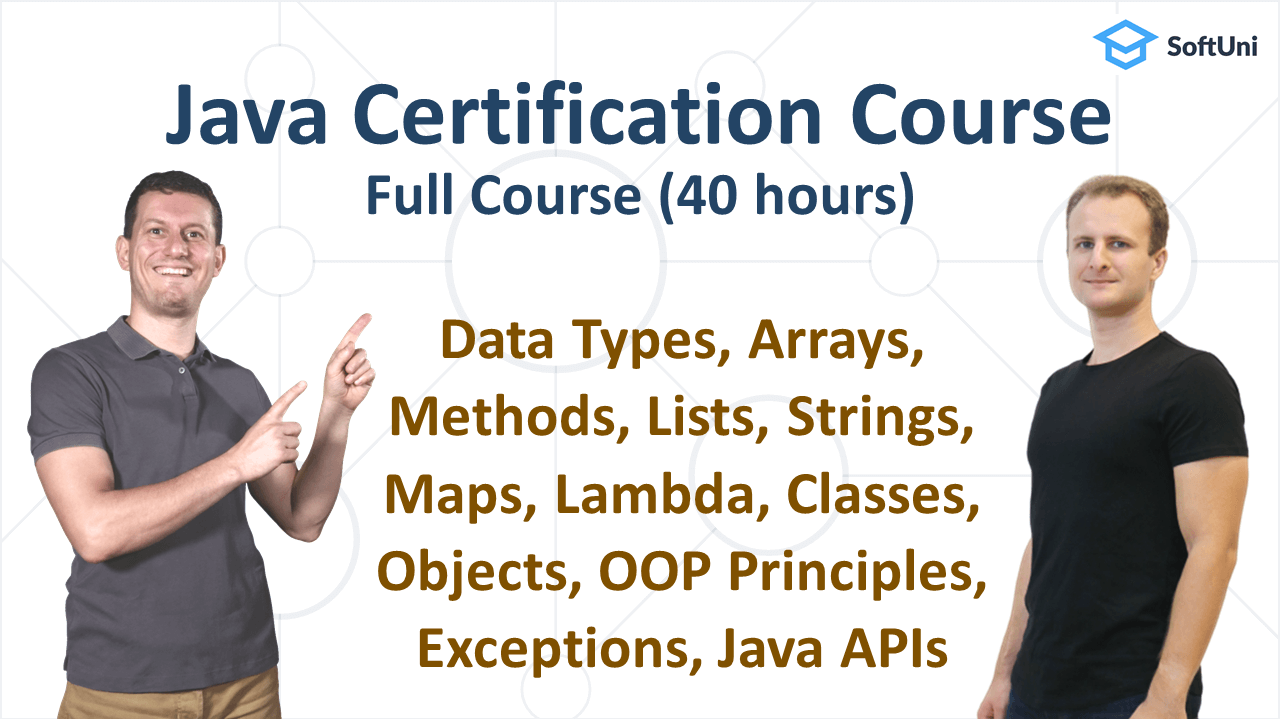 SoftUni
Java Certification Course
Full Course (40 hours)
Data Types, Arrays,
Methods, Lists, Strings,
Maps, Lambda, Classes,
Objects, OOP Principles,
Exceptions, Java APIs